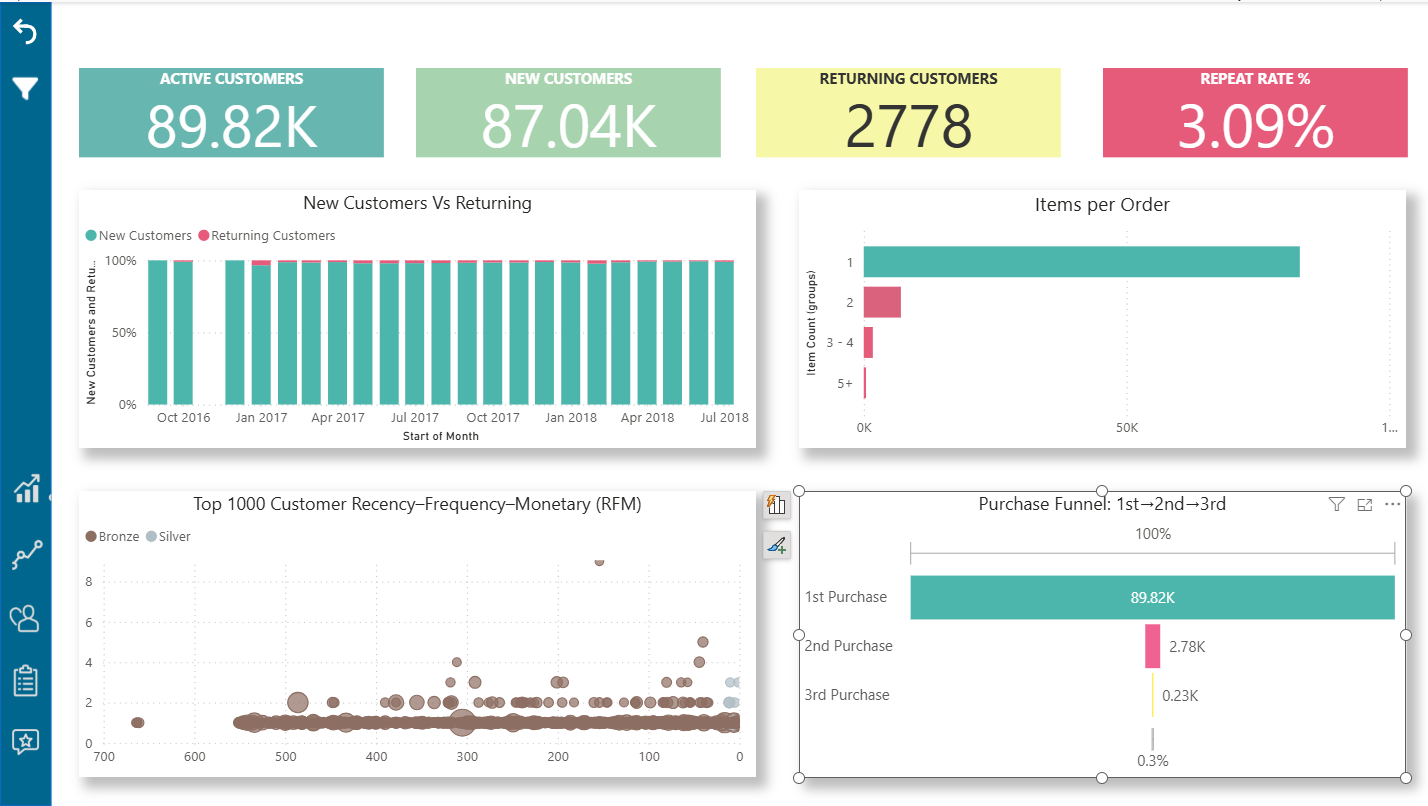 ACTIVE CUSTOMERS
89.82K
NEW CUSTOMERS
87.04K
RETURNING CUSTOMERS
2778
REPEAT RATE %
3.09%
New Customers Vs Returning
New Customers Returning Customers
New Customers and Retu...
100%
50%
0%
Oct 2016 Jan 2017 Apr 2017 Jul 2017 Oct 2017 Jan 2018 Apr 2018 Jul 2018
Start of Month
Items per Order
Item Count (groups)
1
2
3 - 4
5+
0K 50K 1...
Top 1000 Customer Recency–Frequency–Monetary (RFM)
Bronze Silver
8
6
4
2
0
700 600 500 400 300 200 100 0
Purchase Funnel: 1st→2nd→3rd
100%
1st Purchase 89.82K
2nd Purchase 2.78K
3rd Purchase 0.23K
0.3%